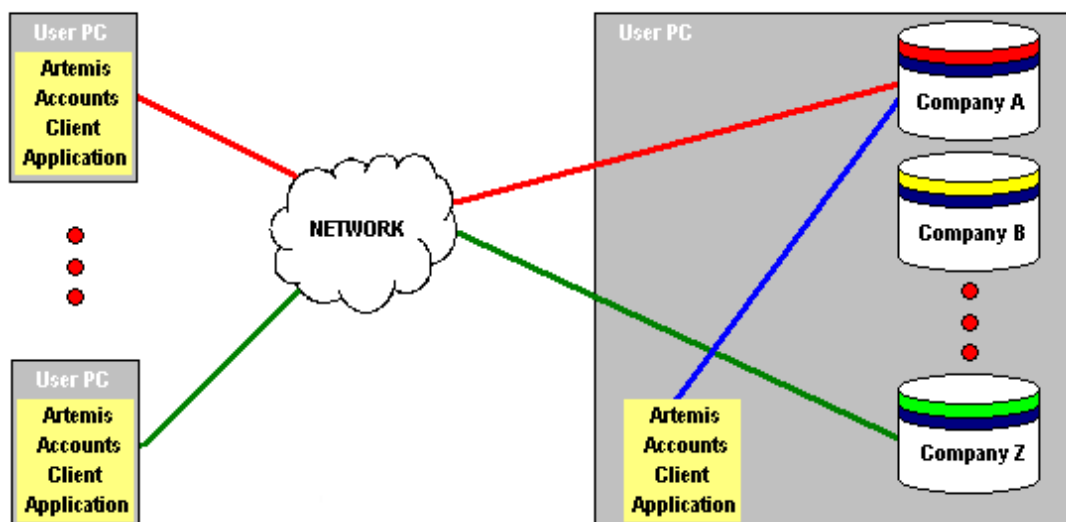 User PC
Artemis
Accounts
Client
Application
User PC
Artemis
Accounts
Client
Application
NETWORK
User PC
Company A
Company B
Company Z
Artemis
Accounts
Client
Application